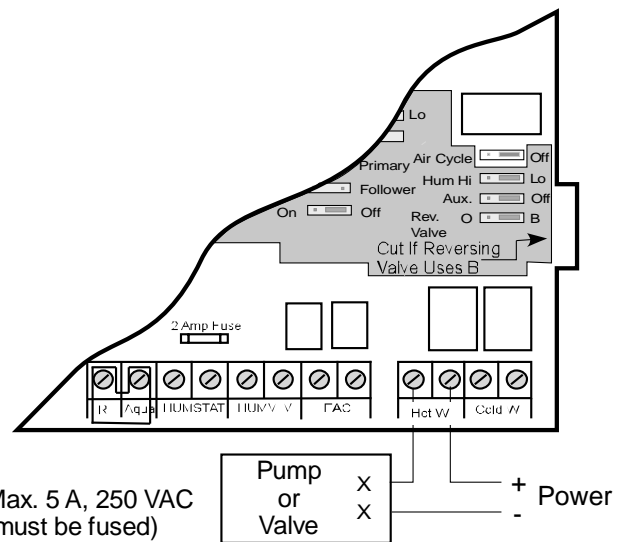 Lo
Primary
Air Cycle Off
Follower
Hum Hi Lo
Aux. Off
On Off
Rev. Valve O B
Cut If Reversing
Valve Uses B
2 Amp Fuse
R Aqua HUMSTAT Hot W Cold W
Pump
or
Valve
X
X
+
-
Power
Max. 5 A, 250 VAC
must be fused)